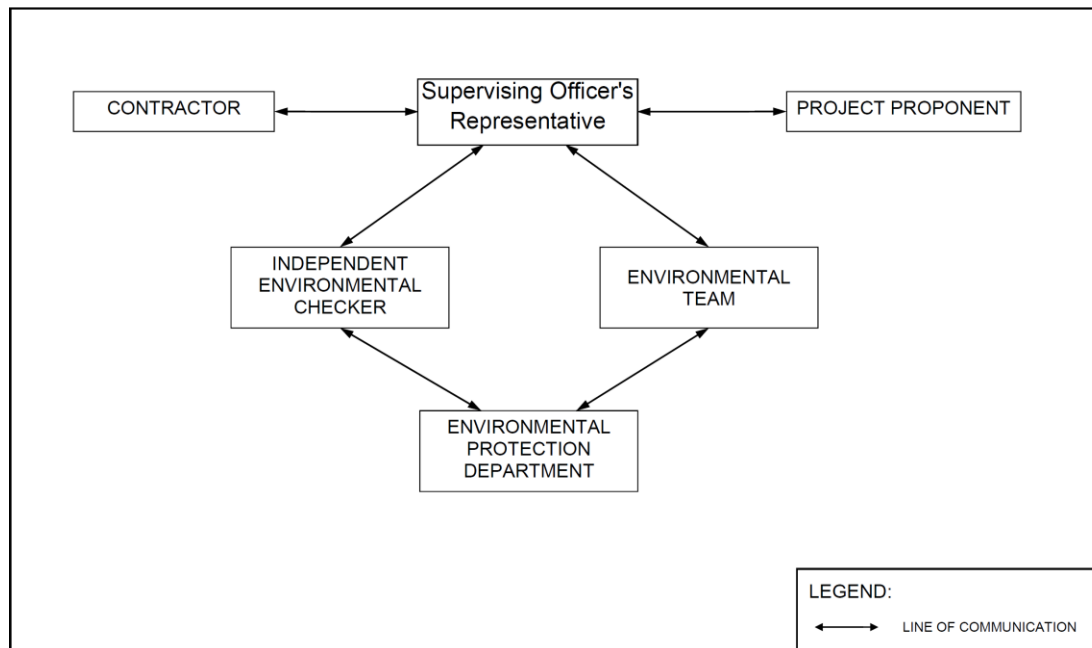 CONTRACTOR
Supervising Officer's
Representative
PROJECT PROPONENT
INDEPENDENT
ENVIRONMENTAL
CHECKER
ENVIRONMENTAL
TEAM
ENVIRONMENTAL
PROTECTION
DEPARTMENT
LEGEND:
LINE OF COMMUNICATION